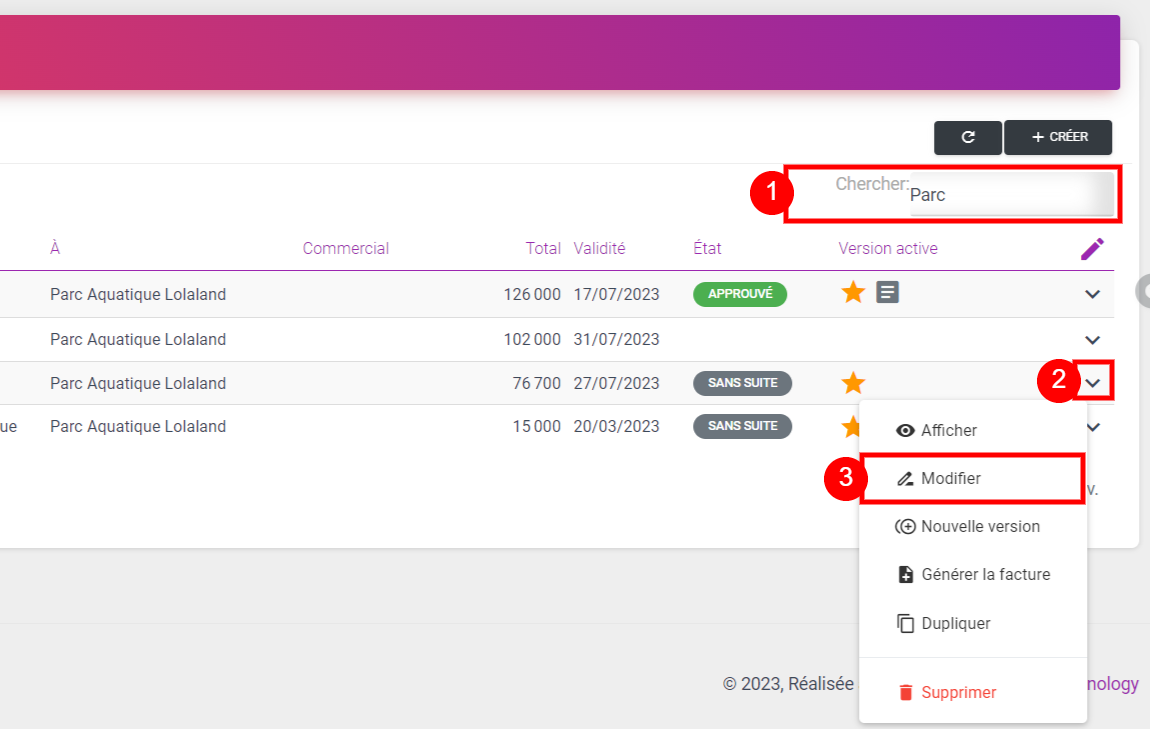 CRÉER
1
Chercher: Parc
À Commercial Total Validité État Version active
Parc Aquatique Lolaland 126 000 17/07/2023 APPROUVÉ
Parc Aquatique Lolaland 102 000 31/07/2023
Parc Aquatique Lolaland 76 700 27/07/2023 SANS SUITE 2
ue Parc Aquatique Lolaland 15 000 20/03/2023 SANS SUITE
Afficher
3 Modifier
v.
Nouvelle version
Générer la facture
Dupliquer
© 2023, Réalisée nology
Supprimer